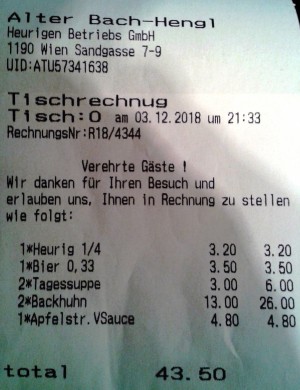 Alter Bach-Hengl
Heurigen Betriebs GmbH
1190 Wien Sandgasse 7-9
UID:ATU57341638
Tischrechnug
Tisch:0 am 03.12.2018 um 21:33
RechnungsNr:R18/4344
Verehrte Gäste !
Wir danken für Ihren Besuch und
erlauben uns, Ihnen in Rechnung zu stellen
wie folgt:
1*Heurig 1/4 3.20 3.20
1*Bier 0,33 3.50 3.50
2*Tagessuppe 3.00 6.00
2*Backhuhn 13.00 26.00
1*Apfelstr.VSauce 4.80 4.80
total 43.50